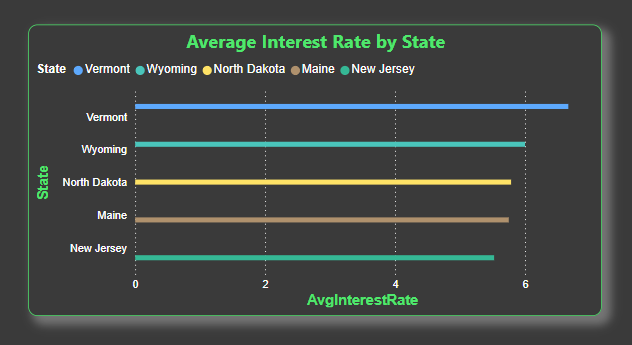 Average Interest Rate by State
State Vermont Wyoming North Dakota Maine New Jersey
Vermont
Wyoming
North Dakota
Maine
New Jersey
State
0 2 4 6
AvgInterestRate